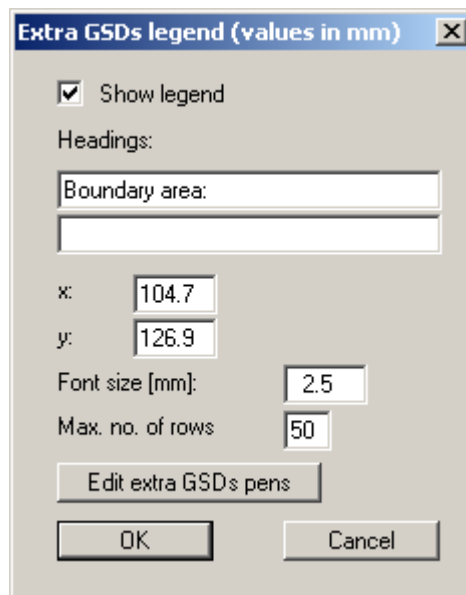 Extra GSDs legend (values in mm)
Show legend
Headings:
Boundary area:
x: 104.7
y: 126.9
Font size [mm]: 2.5
Max. no. of rows 50
Edit extra GSDs pens
OK Cancel